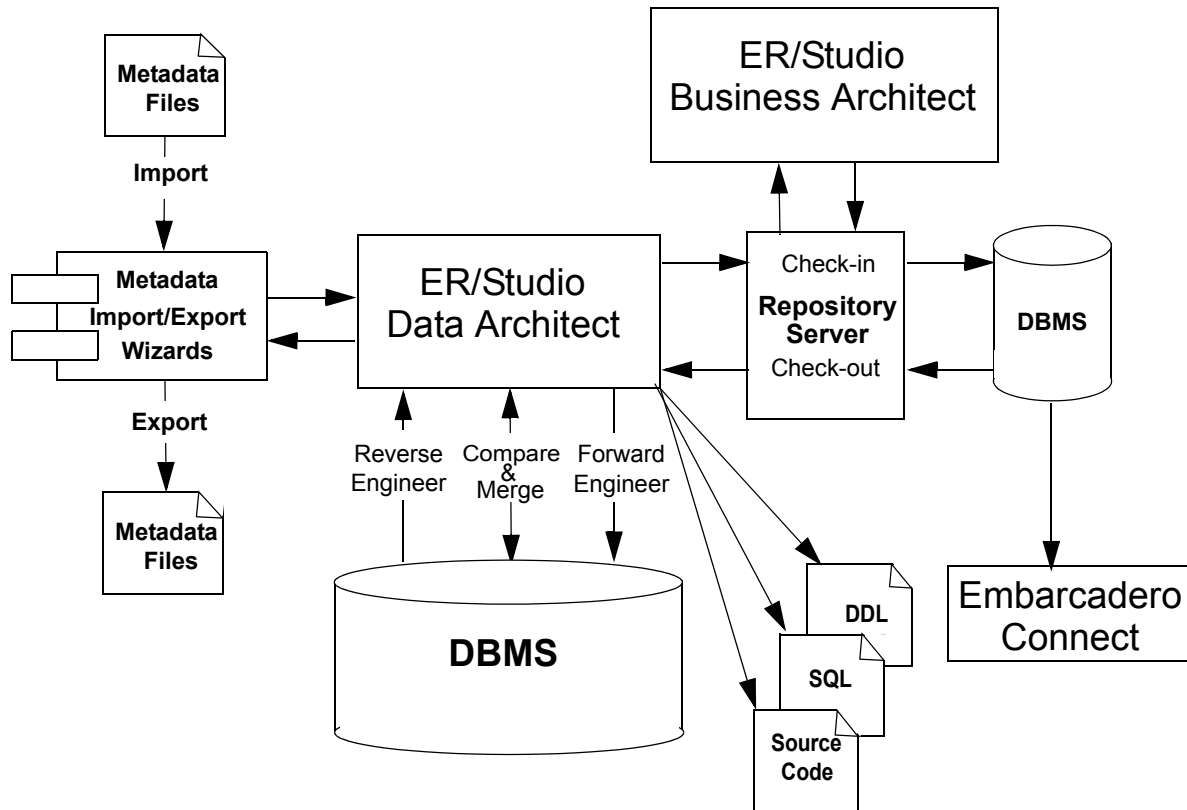 Metadata
Files
Import
Metadata
Import/Export
Wizards
Export
Metadata
Files
ER/Studio
Data Architect
Reverse
Engineer
Compare
&
Merge
Forward
Engineer
DBMS
ER/Studio
Business Architect
Check-in
Repository
Server
Check-out
DBMS
Embarcadero
Connect
DDL
SQL
Source
Code